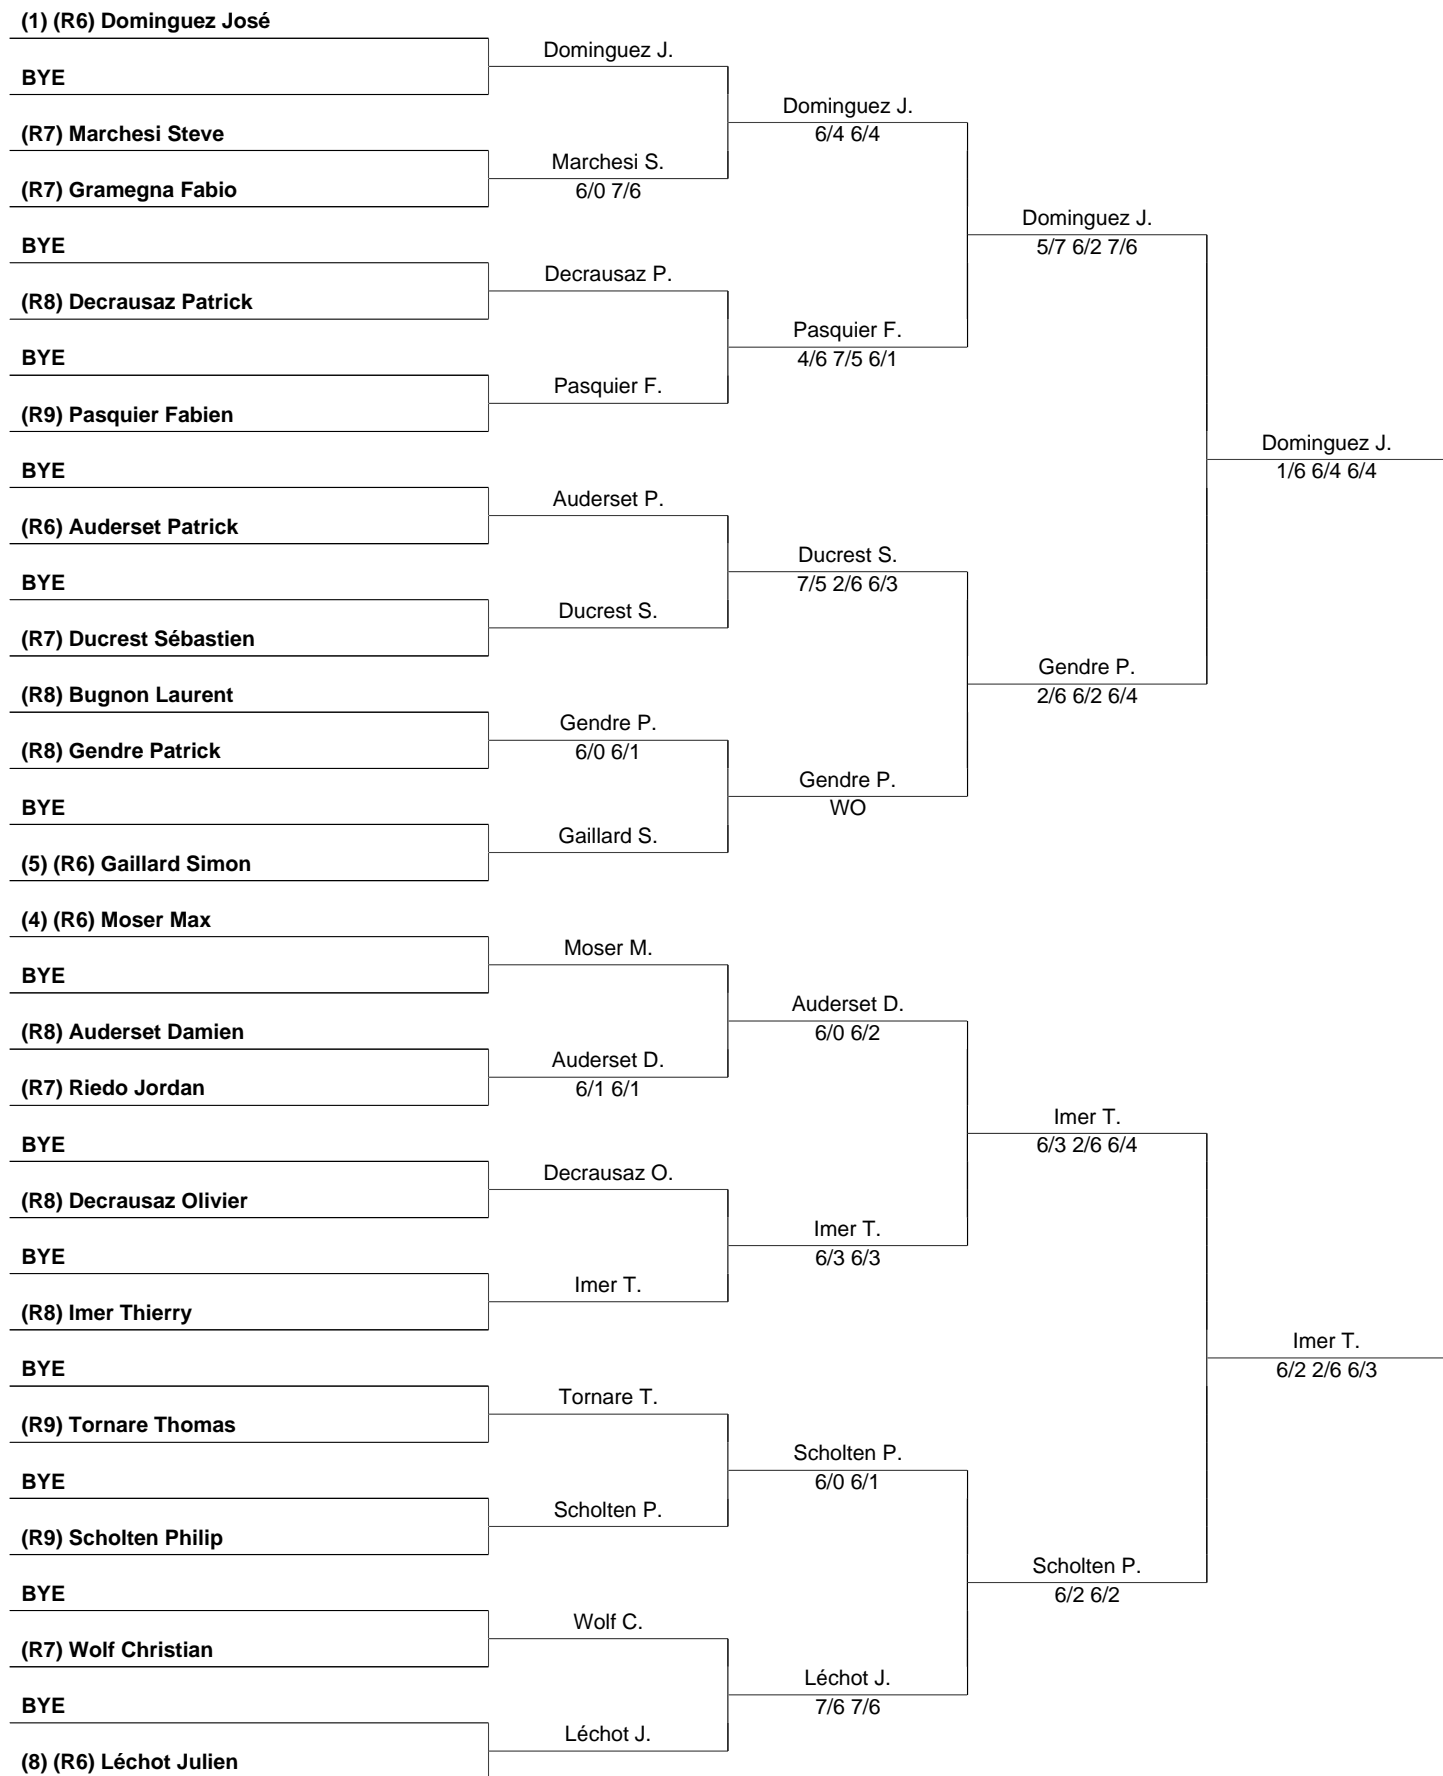 (1) (R6) Dominguez José
BYE
(R7) Marchesi Steve
(R7) Gramegna Fabio
BYE
(R8) Decrausaz Patrick
BYE
(R9) Pasquier Fabien
BYE
(R6) Auderset Patrick
BYE
(R7) Ducrest Sébastien
(R8) Bugnon Laurent
(R8) Gendre Patrick
BYE
(5) (R6) Gaillard Simon
(4) (R6) Moser Max
BYE
(R8) Auderset Damien
(R7) Riedo Jordan
BYE
(R8) Decrausaz Olivier
BYE
(R8) Imer Thierry
BYE
(R9) Tornare Thomas
BYE
(R9) Scholten Philip
BYE
(R7) Wolf Christian
BYE
(8) (R6) Léchot Julien
Dominguez J.
Marchesi S.
6/0 7/6
Decrausaz P.
Pasquier F.
Auderset P.
Ducrest S.
Gendre P.
6/0 6/1
Gaillard S.
Moser M.
Auderset D.
6/1 6/1
Decrausaz O.
Imer T.
Tornare T.
Scholten P.
Wolf C.
Léchot J.
Dominguez J.
6/4 6/4
Pasquier F.
4/6 7/5 6/1
Ducrest S.
7/5 2/6 6/3
Gendre P.
WO
Auderset D.
6/0 6/2
Imer T.
6/3 6/3
Scholten P.
6/0 6/1
Léchot J.
7/6 7/6
Dominguez J.
5/7 6/2 7/6
Gendre P.
2/6 6/2 6/4
Imer T.
6/3 2/6 6/4
Scholten P.
6/2 6/2
Dominguez J.
1/6 6/4 6/4
Imer T.
6/2 2/6 6/3